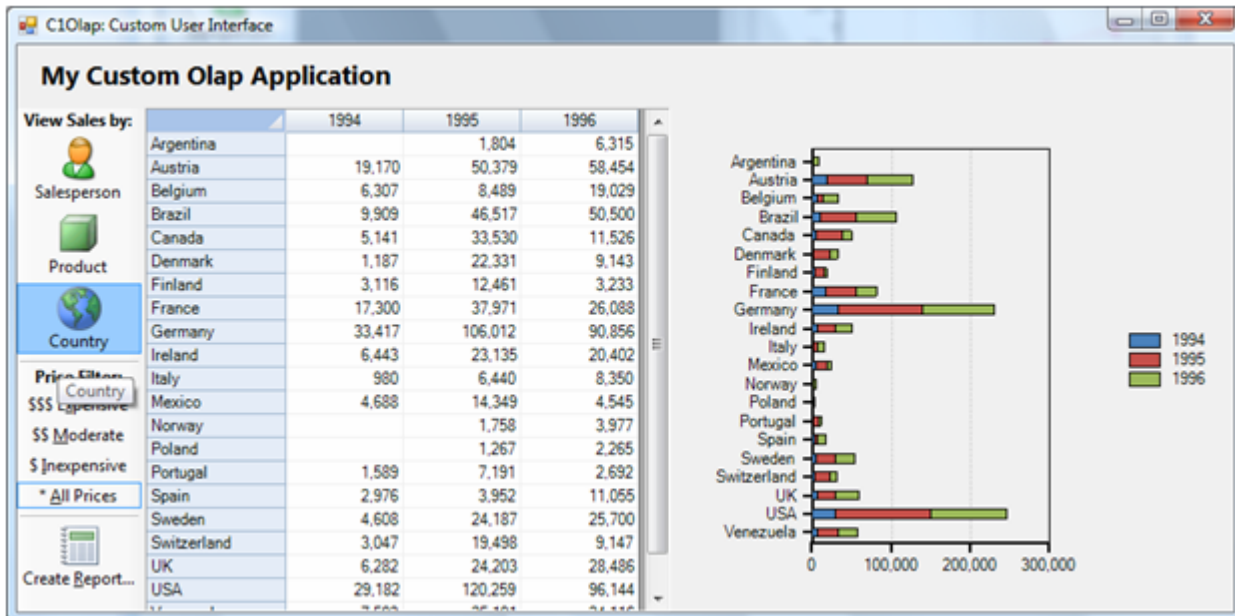 C1Olap: Custom User Interface
My Custom Olap Application
View Sales by:
Salesperson
Product
Country
Country
$$$ Expensive
$$ Moderate
$ Inexpensive
* All Prices
Create Report...
1994 1995 1996
Argentina 1,804 6,315
Austria 19,170 50,379 58,454
Belgium 6,307 8,489 19,029
Brazil 9,909 46,517 50,500
Canada 5,141 33,530 11,526
Denmark 1,187 22,331 9,143
Finland 3,116 12,461 3,233
France 17,300 37,971 26,088
Germany 33,417 106,012 90,856
Ireland 6,443 23,135 20,402
Italy 980 6,440 8,350
Mexico 4,688 14,349 4,545
Norway 1,758 3,977
Poland 1,267 2,265
Portugal 1,589 7,191 2,692
Spain 2,976 3,952 11,055
Sweden 4,608 24,187 25,700
Switzerland 3,047 19,498 9,147
UK 6,282 24,203 28,486
USA 29,182 120,259 96,144
Argentina
Austria
Belgium
Brazil
Canada
Denmark
Finland
France
Germany
Ireland
Italy
Mexico
Norway
Poland
Portugal
Spain
Sweden
Switzerland
UK
USA
Venezuela
0 100,000 200,000 300,000
1994
1995
1996